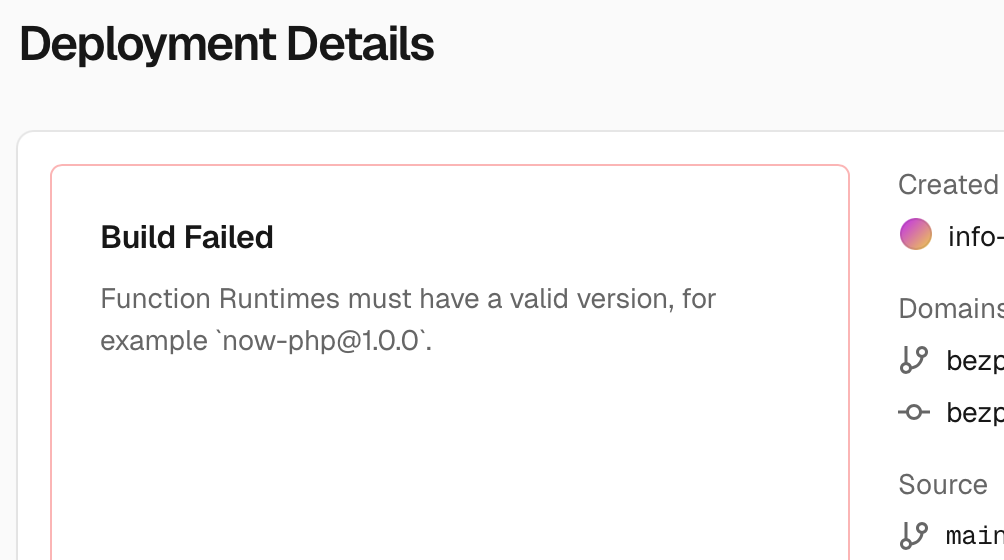 Deployment Details
Build Failed
Function Runtimes must have a valid version, for
example `now-php@1.0.0`.
Created
info-
Domains
bezp
bezp
Source
main